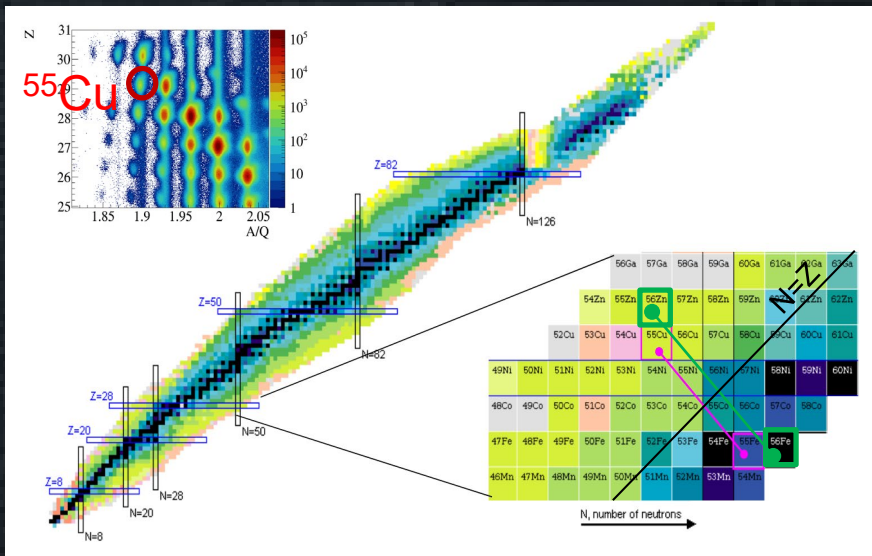 Z
31
30
29
28
27
26
25
⁵⁵Cu
10⁵
10⁴
10³
10²
10
1
1.85 1.9 1.95 2 2.05
A/Q
Z=82
N=126
Z=50
N=82
Z=28
N=50
Z=20
N=28
Z=8
N=20
N=8
N=Z
56Ga 57Ga 58Ga 59Ga 60Ga 61Ga 62Ga 63Ga
54Zn 55Zn 56Zn 57Zn 58Zn 59Zn 60Zn 61Zn 62Zn
52Cu 53Cu 54Cu 55Cu 56Cu 57Cu 58Cu 59Cu 60Cu 61Cu
49Ni 50Ni 51Ni 52Ni 53Ni 54Ni 55Ni 56Ni 57Ni 58Ni 59Ni 60Ni
48Co 49Co 50Co 51Co 52Co 53Co 54Co 55Co 56Co 57Co 58Co
47Fe 48Fe 49Fe 50Fe 51Fe 52Fe 53Fe 54Fe 55Fe 56Fe
46Mn 47Mn 48Mn 49Mn 50Mn 51Mn 52Mn 53Mn 54Mn
N, number of neutrons